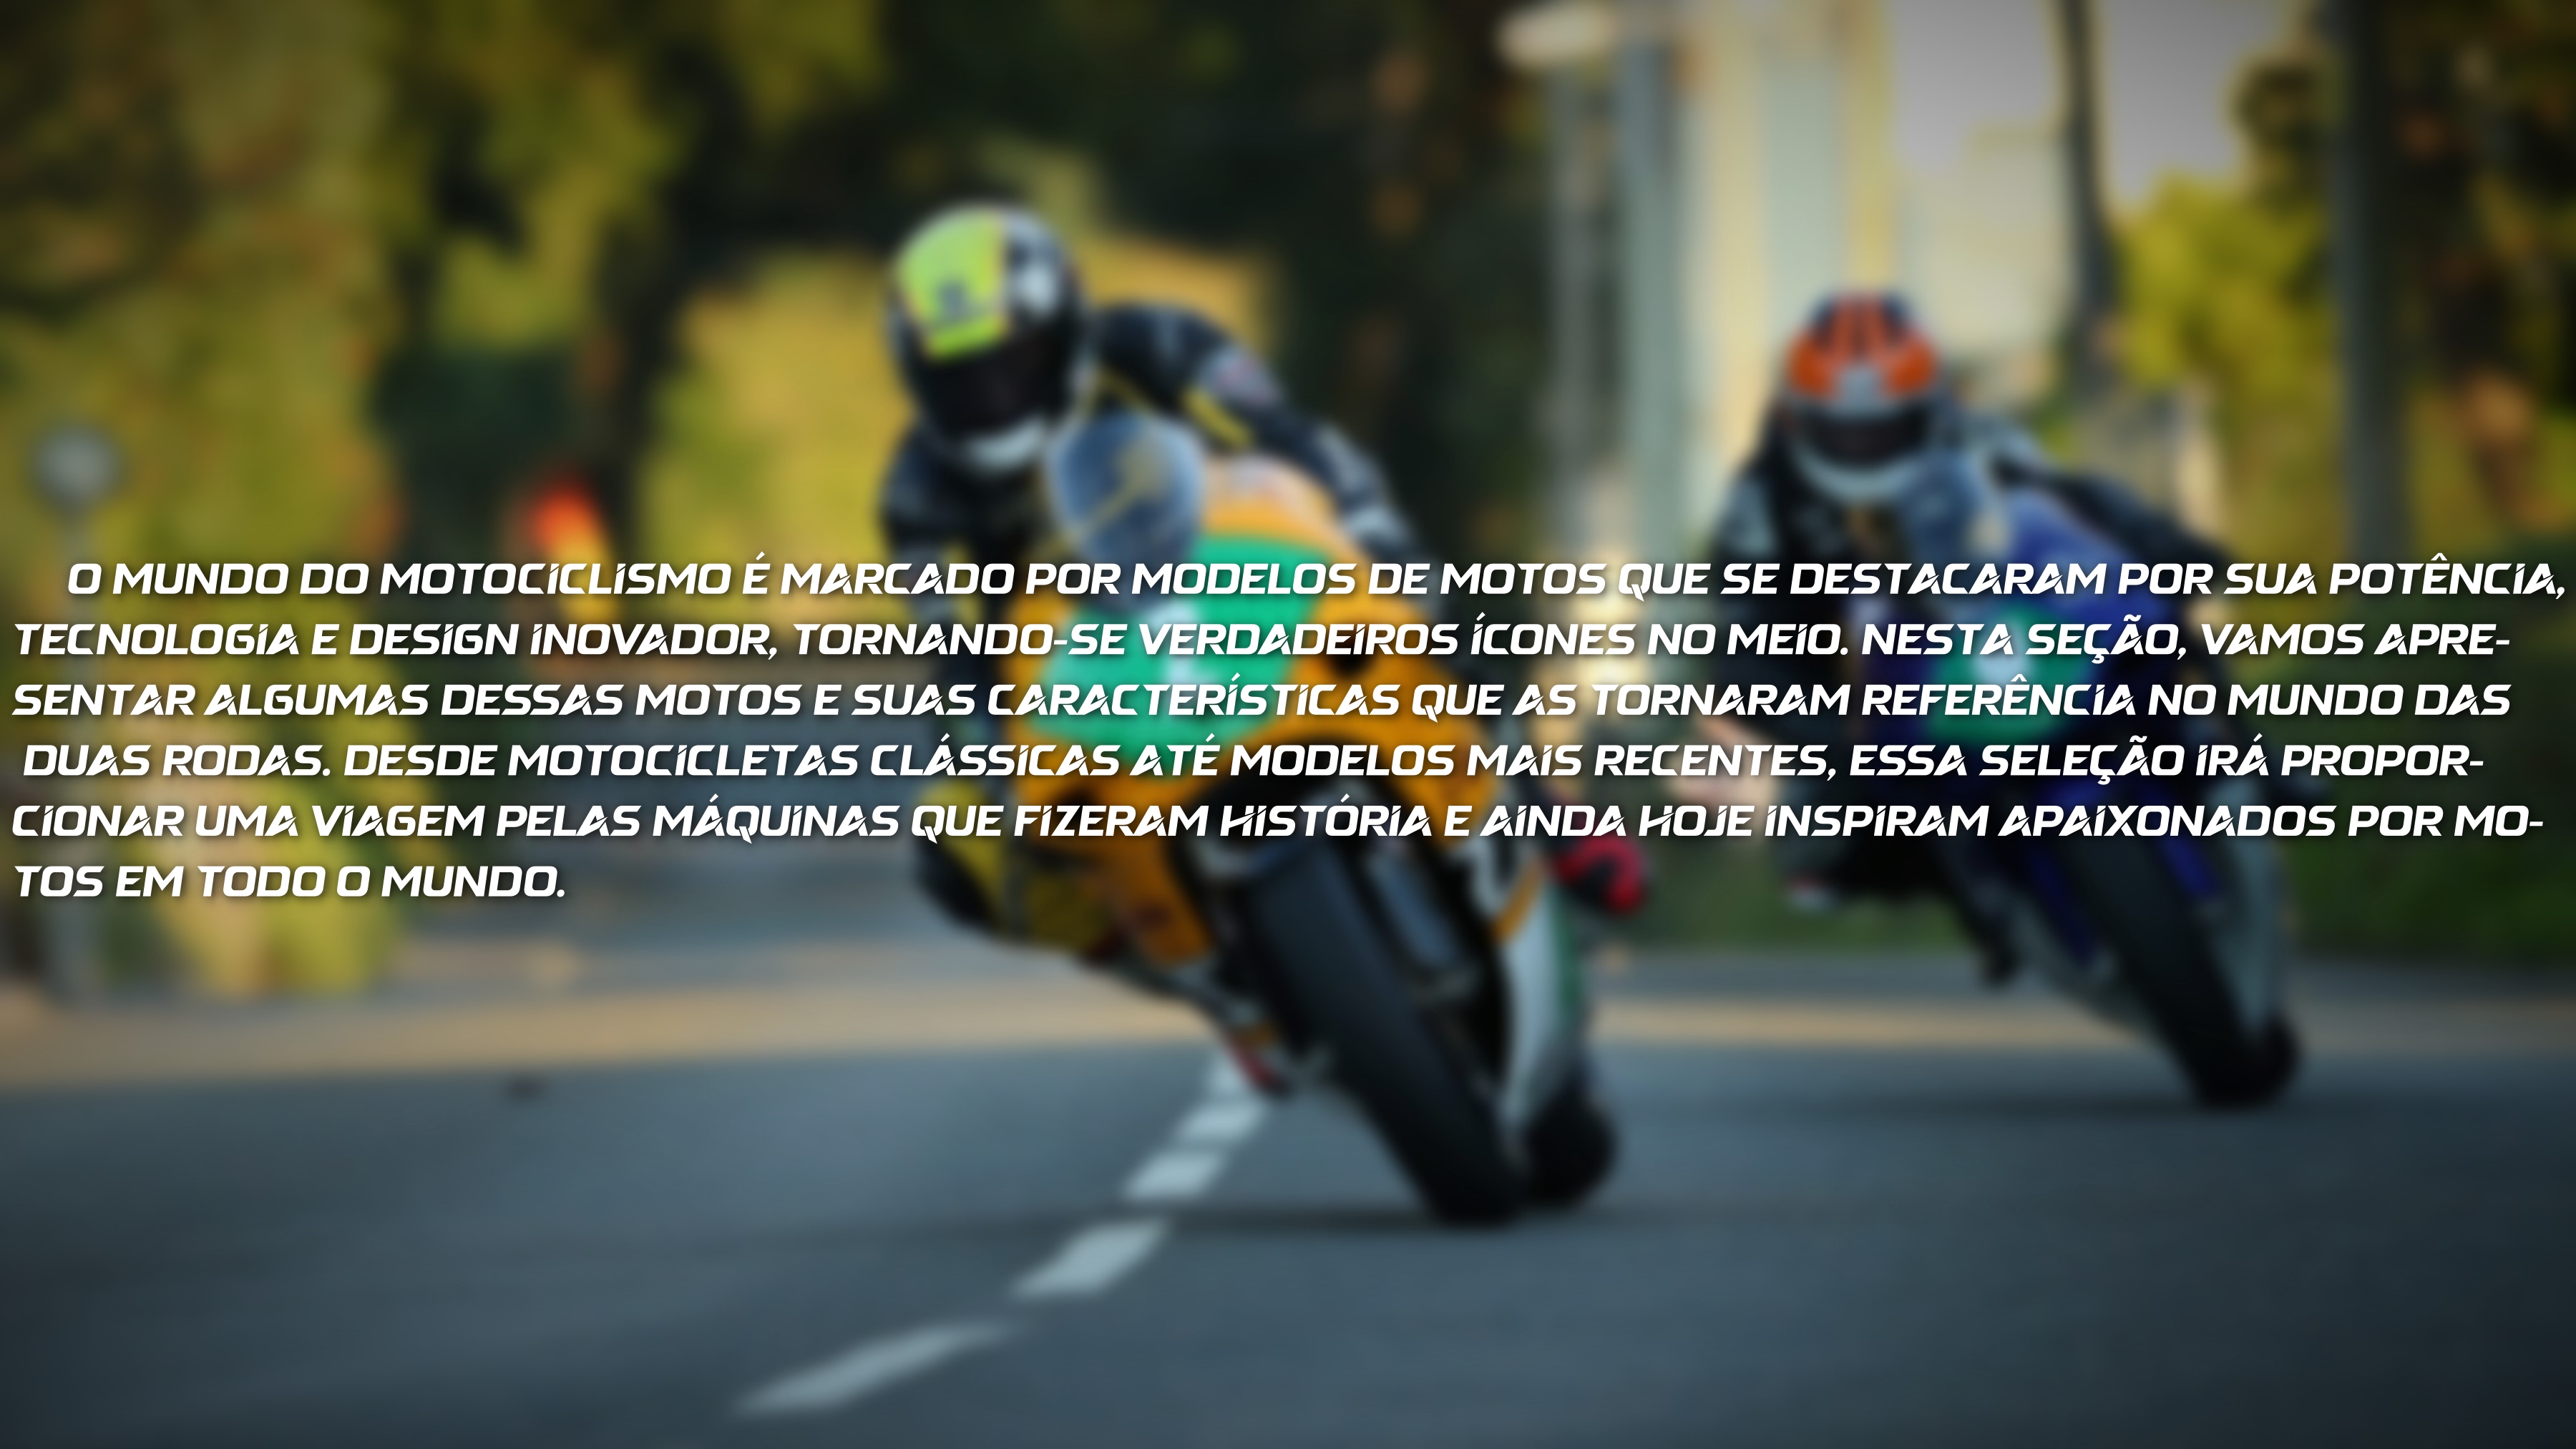 O MUNDO DO MOTOCICLISMO É MARCADO POR MODELOS DE MOTOS QUE SE DESTACARAM POR SUA POTÊNCIA,
TECNOLOGIA E DESIGN INOVADOR, TORNANDO-SE VERDADEIROS ÍCONES NO MEIO. NESTA SEÇÃO, VAMOS APRE-
SENTAR ALGUMAS DESSAS MOTOS E SUAS CARACTERÍSTICAS QUE AS TORNARAM REFERÊNCIA NO MUNDO DAS
DUAS RODAS. DESDE MOTOCICLETAS CLÁSSICAS ATÉ MODELOS MAIS RECENTES, ESSA SELEÇÃO IRÁ PROPOR-
CIONAR UMA VIAGEM PELAS MÁQUINAS QUE FIZERAM HISTÓRIA E AINDA HOJE INSPIRAM APAIXONADOS POR MO-
TOS EM TODO O MUNDO.